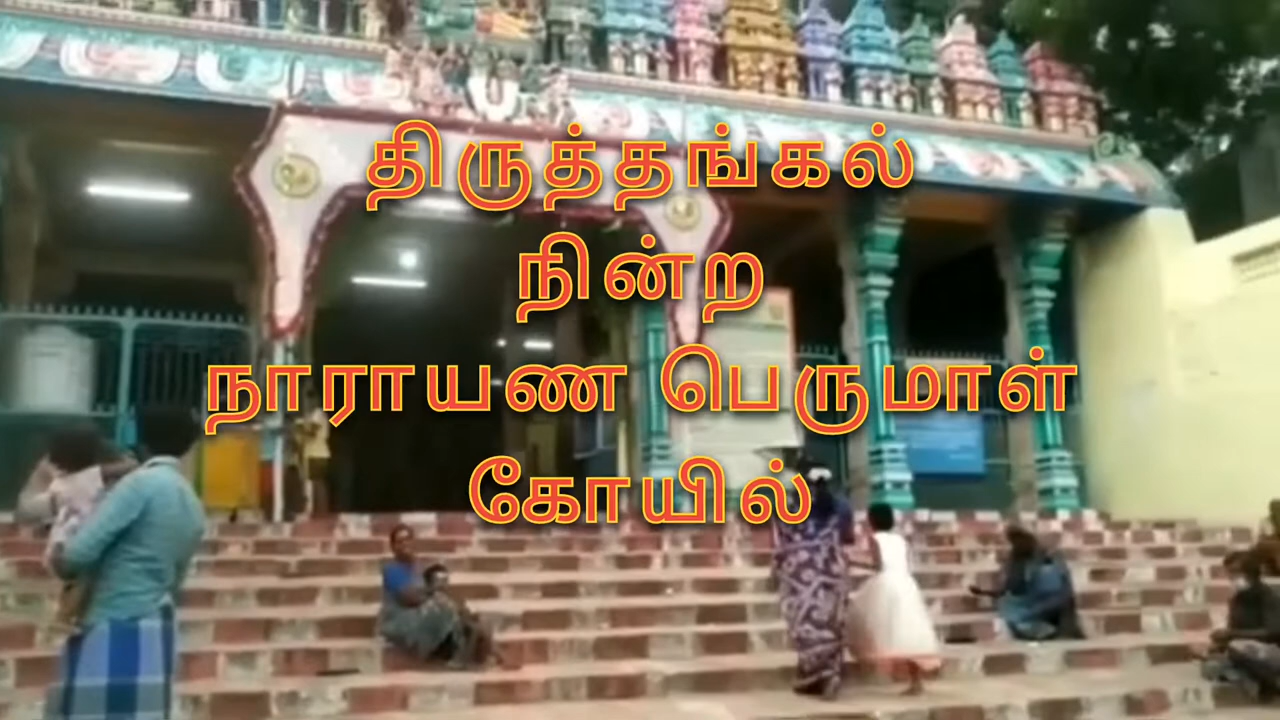 திருத்தங்கல்
நின்ற
நாராயண பெருமாள்
கோயில்